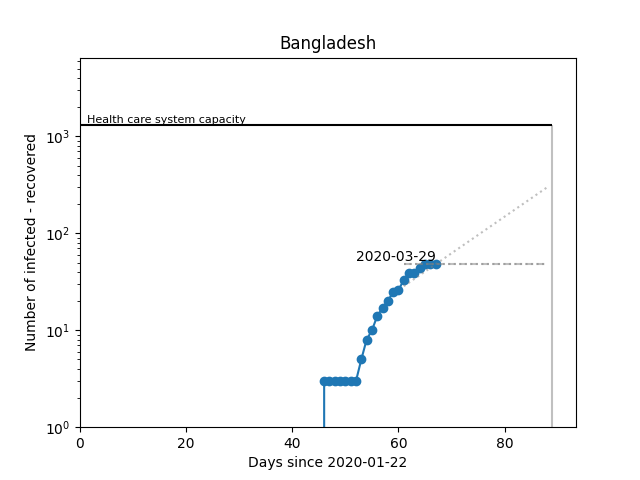 Bangladesh
Number of infected - recovered
10³
10²
10¹
10⁰
Health care system capacity
2020-03-29
0 20 40 60 80
Days since 2020-01-22